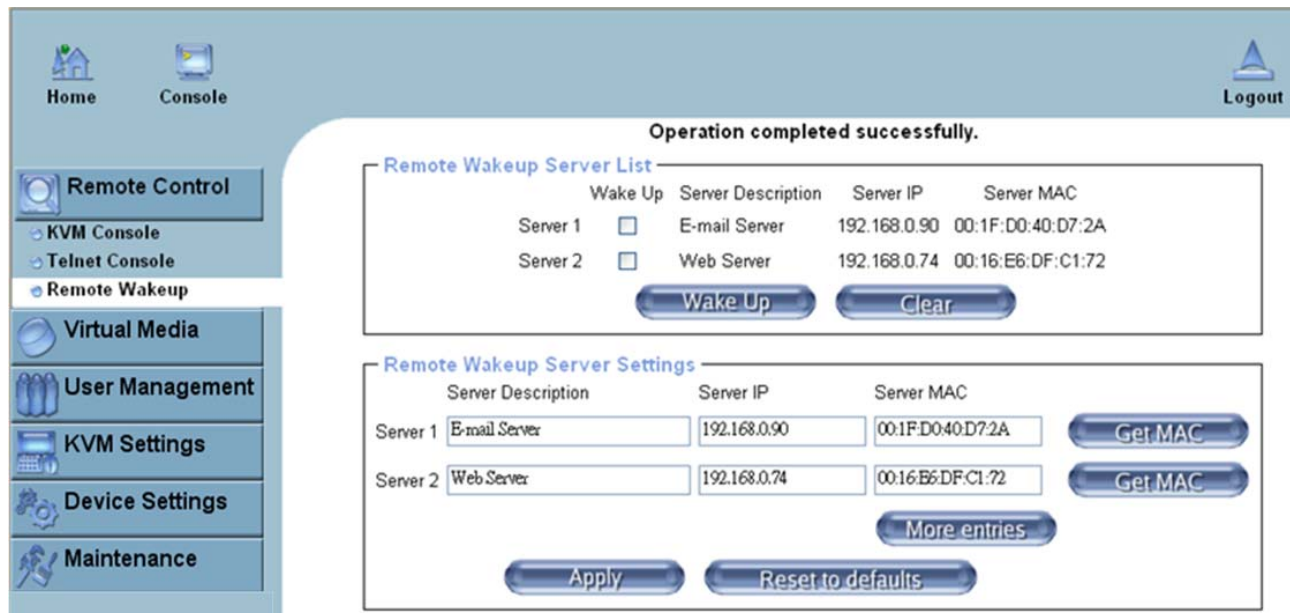 Home Console Logout
Operation completed successfully.
Remote Control
KVM Console
Telnet Console
Remote Wakeup
Virtual Media
User Management
KVM Settings
Device Settings
Maintenance
Remote Wakeup Server List
Wake Up Server Description Server IP Server MAC
Server 1 E-mail Server 192.168.0.90 00:1F:D0:40:D7:2A
Server 2 Web Server 192.168.0.74 00:16:E6:DF:C1:72
Wake Up Clear
Remote Wakeup Server Settings
Server Description Server IP Server MAC
Server 1 E-mail Server 192.168.0.90 00:1F:D0:40:D7:2A Get MAC
Server 2 Web Server 192.168.0.74 00:16:E6:DF:C1:72 Get MAC
More entries
Apply Reset to defaults